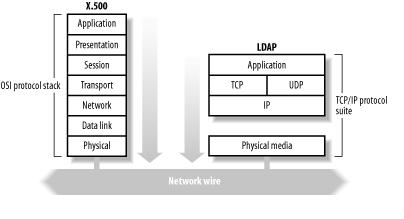 X.500
Application
Presentation
Session
Transport
Network
Data link
Physical
OSI protocol stack
LDAP
Application
TCP
UDP
IP
Physical media
TCP/IP protocol
suite
Network wire